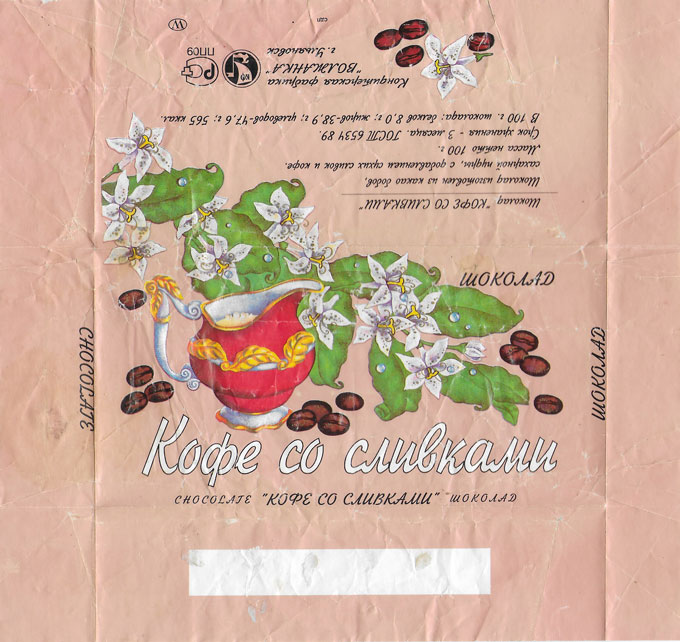 СZП
W
Кондитерская фабрика
"ВОЛЖАНКА"
г. Ульяновск
ППС9
Шоколад "КОФЕ СО СЛИВКАМИ"
Шоколад изготовлен из какао бобов,
сахарной пудры, с добавлением сухих сливок и кофе.
Масса нетто 100 г.
Срок хранения - 3 месяца. ГОСТ 6534 89.
В 100 г. шоколада: белков 8,0 г; жиров-38,9 г; углеводов-47,6 г; 565 ккал.
ШОКОЛАД
CHOCOLATE
ШОКОЛАД
Кофе со сливками
CHOCOLATE "КОФЕ СО СЛИВКАМИ" ШОКОЛАД